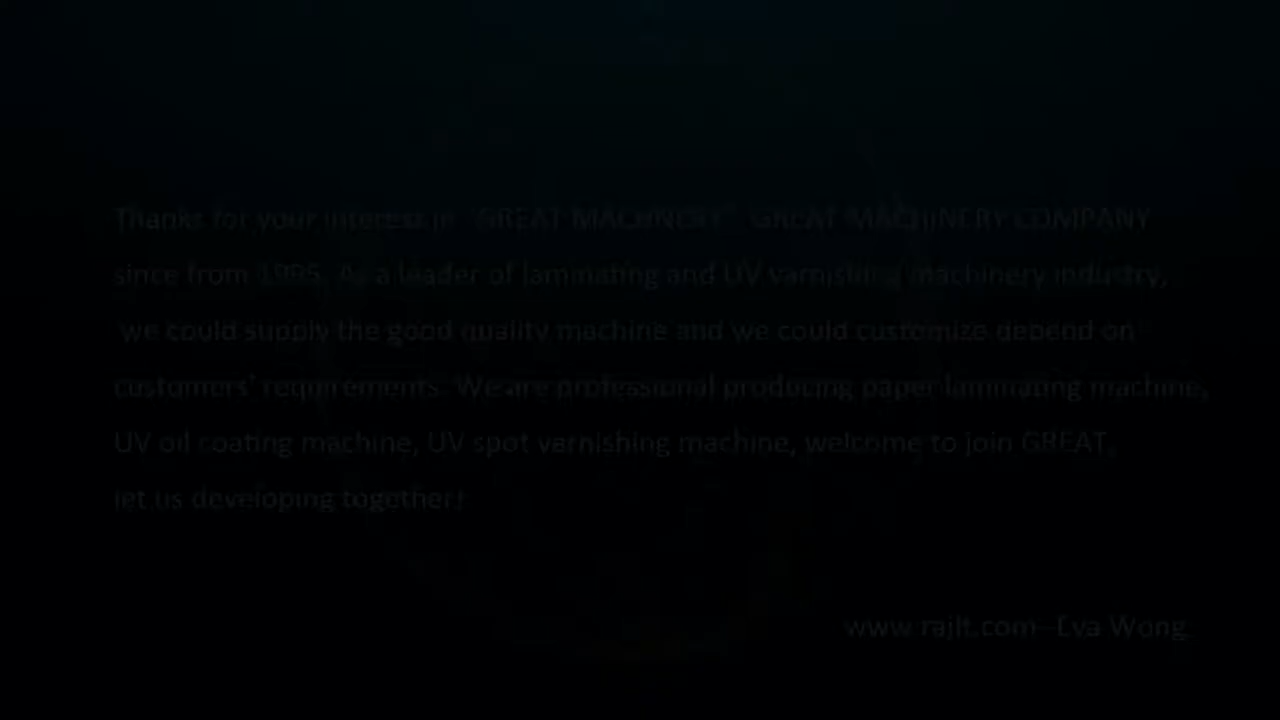 Thanks for your interest in "GREAT MACHINERY". GREAT MACHINERY COMPANY
since from 1995. As a leader of laminating and UV varnishing machinery industry,
we could supply the good quality machine and we could customize debend on
customers' requirements. We are professional producing paper laminating machine,
UV oil coating machine, UV spot varnishing machine, welcome to join GREAT,
let us developing together!
www.rajlt.com--Eva Wong